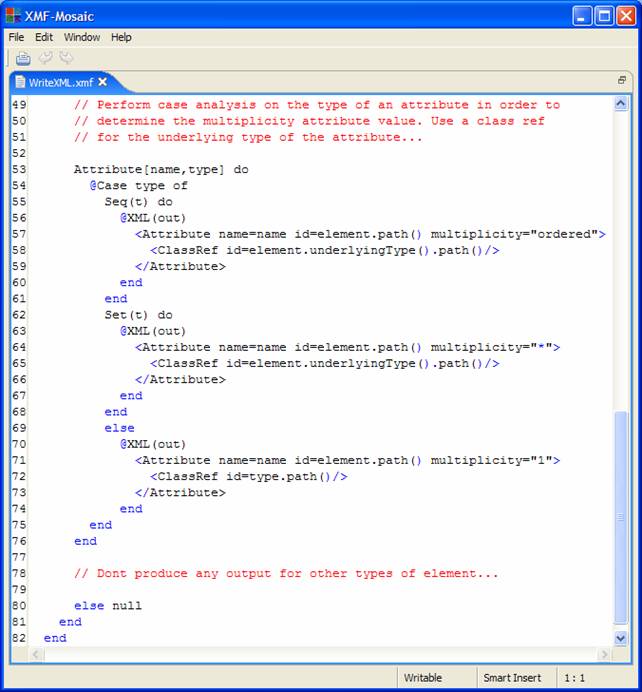 XMF-Mosaic
File Edit Window Help
WriteXML.xmf
49 // Perform case analysis on the type of an attribute in order to
50 // determine the multiplicity attribute value. Use a class ref
51 // for the underlying type of the attribute...
52
53 Attribute[name,type] do
54 @Case type of
55 Seq(t) do
56 @XML(out)
57 <Attribute name=name id=element.path() multiplicity="ordered">
58 <ClassRef id=element.underlyingType().path()/>
59 </Attribute>
60 end
61 end
62 Set(t) do
63 @XML(out)
64 <Attribute name=name id=element.path() multiplicity="*">
65 <ClassRef id=element.underlyingType().path()/>
66 </Attribute>
67 end
68 end
69 else
70 @XML(out)
71 <Attribute name=name id=element.path() multiplicity="1">
72 <ClassRef id=type.path()/>
73 </Attribute>
74 end
75 end
76 end
77
78 // Dont produce any output for other types of element...
79
80 else null
81 end
82 end
Writable Smart Insert 1 : 1